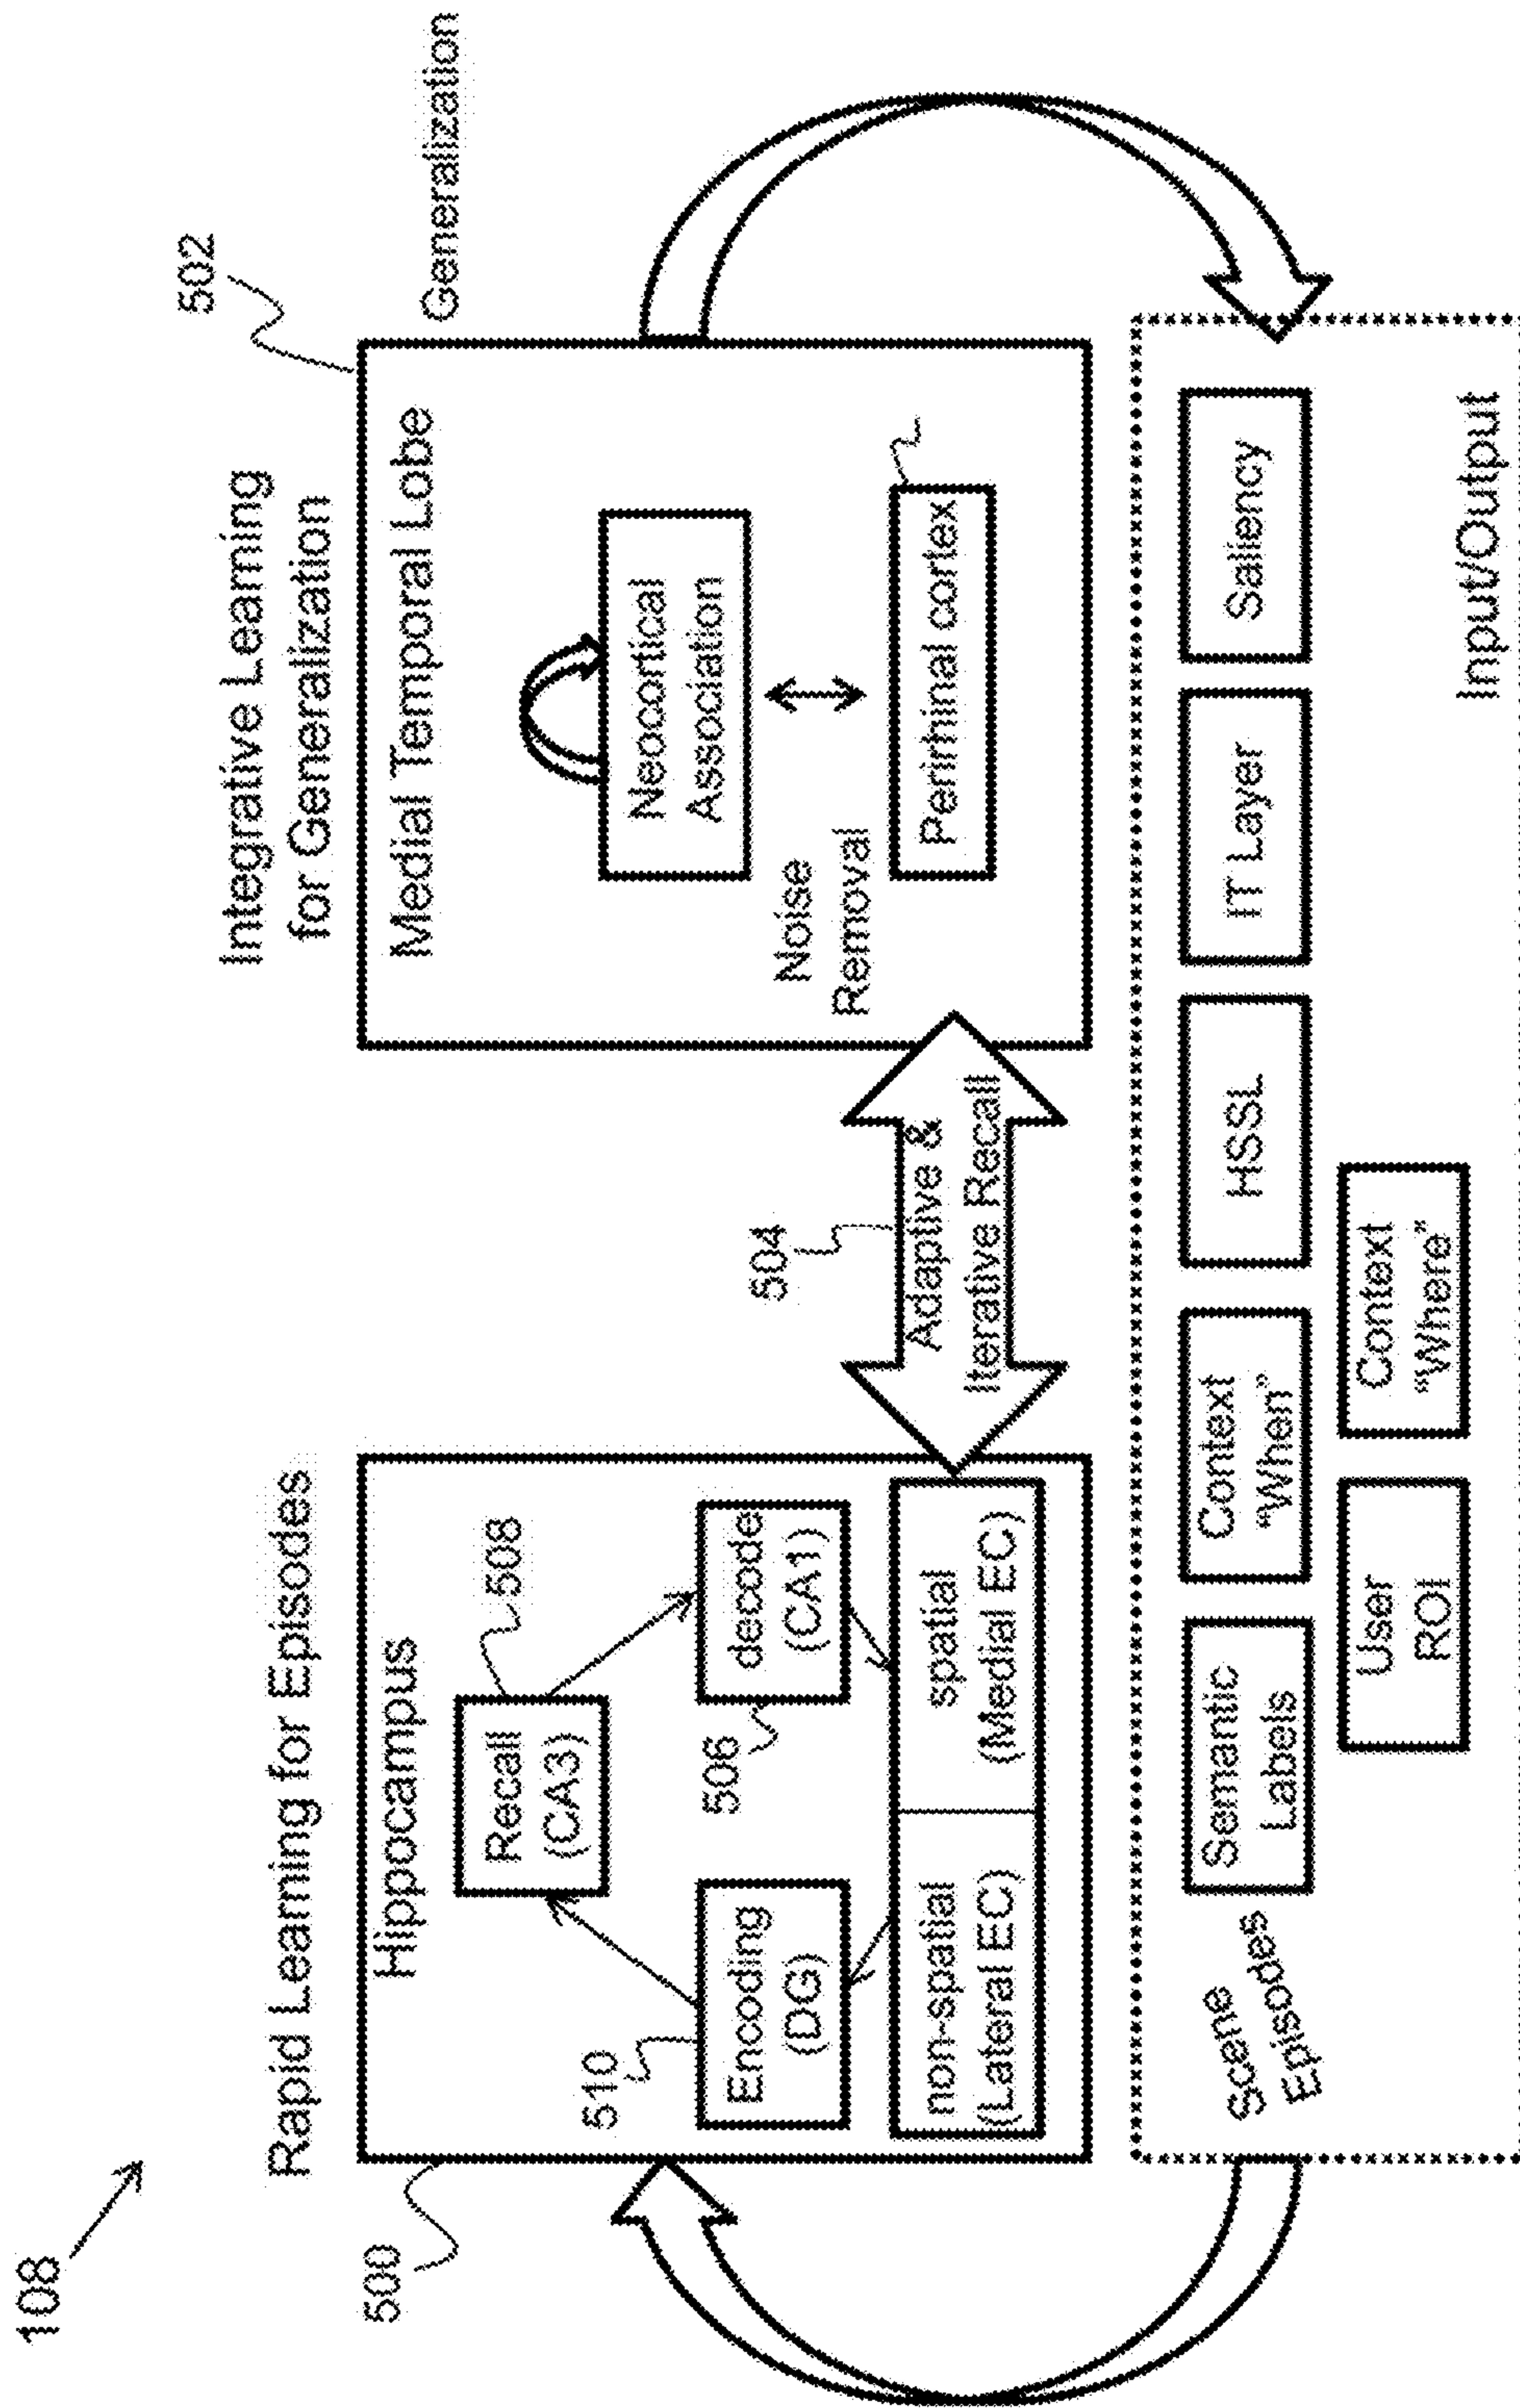 108
Rapid Learning for Episodes
500
Hippocampus
Recall
(CA3)
508
510
Encoding
(DG)
506
decode
(CA1)
non-spatial
(Lateral EC)
spatial
(Medial EC)
504
Adaptive &
Iterative Recall
Integrative Learning
for Generalization
502
Medial Temporal Lobe
Neocortical
Association
Noise
Removal
Perirhinal cortex
Generalization
Scene
Episodes
Semantic
Labels
Context
“When”
HSSL
IT Layer
Saliency
User
ROI
Context
“Where”
Input/Output